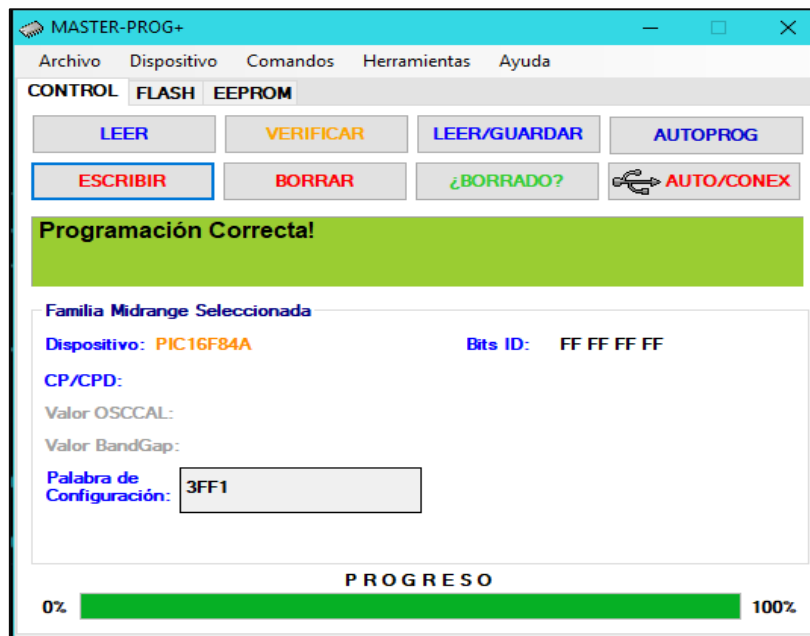 MASTER-PROG+
Archivo Dispositivo Comandos Herramientas Ayuda
CONTROL FLASH EEPROM
LEER VERIFICAR LEER/GUARDAR AUTOPROG
ESCRIBIR BORRAR ¿BORRADO? AUTO/CONEX
Programación Correcta!
Familia Midrange Seleccionada
Dispositivo: PIC16F84A Bits ID: FF FF FF FF
CP/CPD:
Valor OSCCAL:
Valor BandGap:
Palabra de
Configuración: 3FF1
PROGRESO
0% 100%